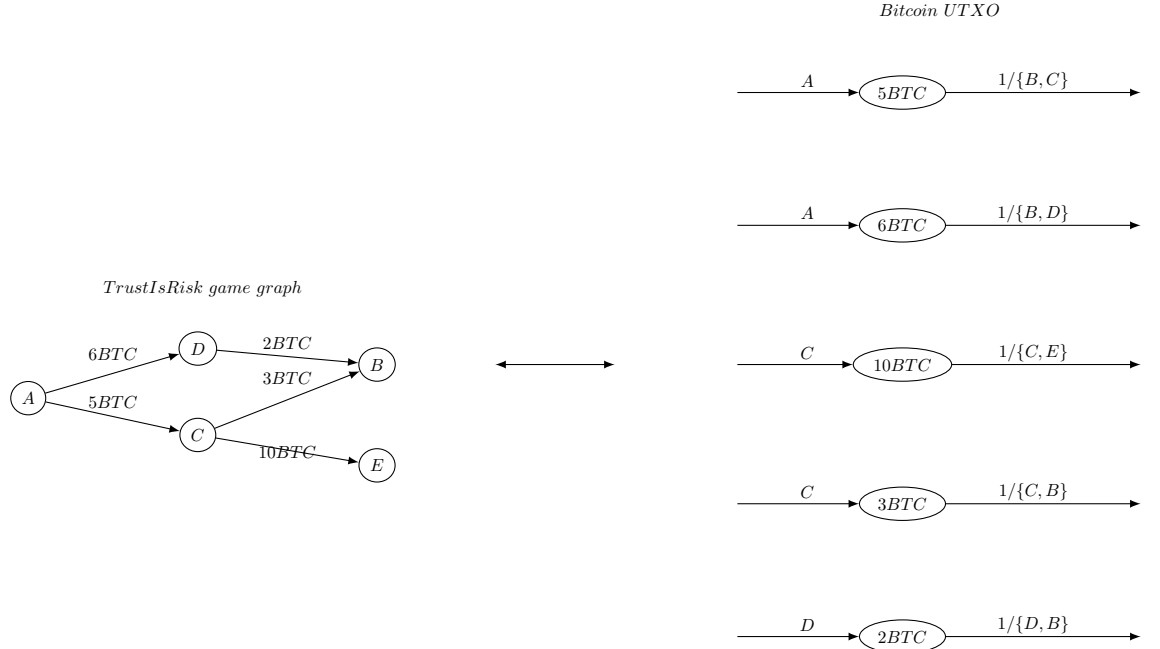 Bitcoin UTXO
A
5BTC
1/{B, C}
A
6BTC
1/{B, D}
TrustIsRisk game graph
6BTC
D
2BTC
B
A
5BTC
3BTC
C
10BTC
E
C
10BTC
1/{C, E}
C
3BTC
1/{C, B}
D
2BTC
1/{D, B}